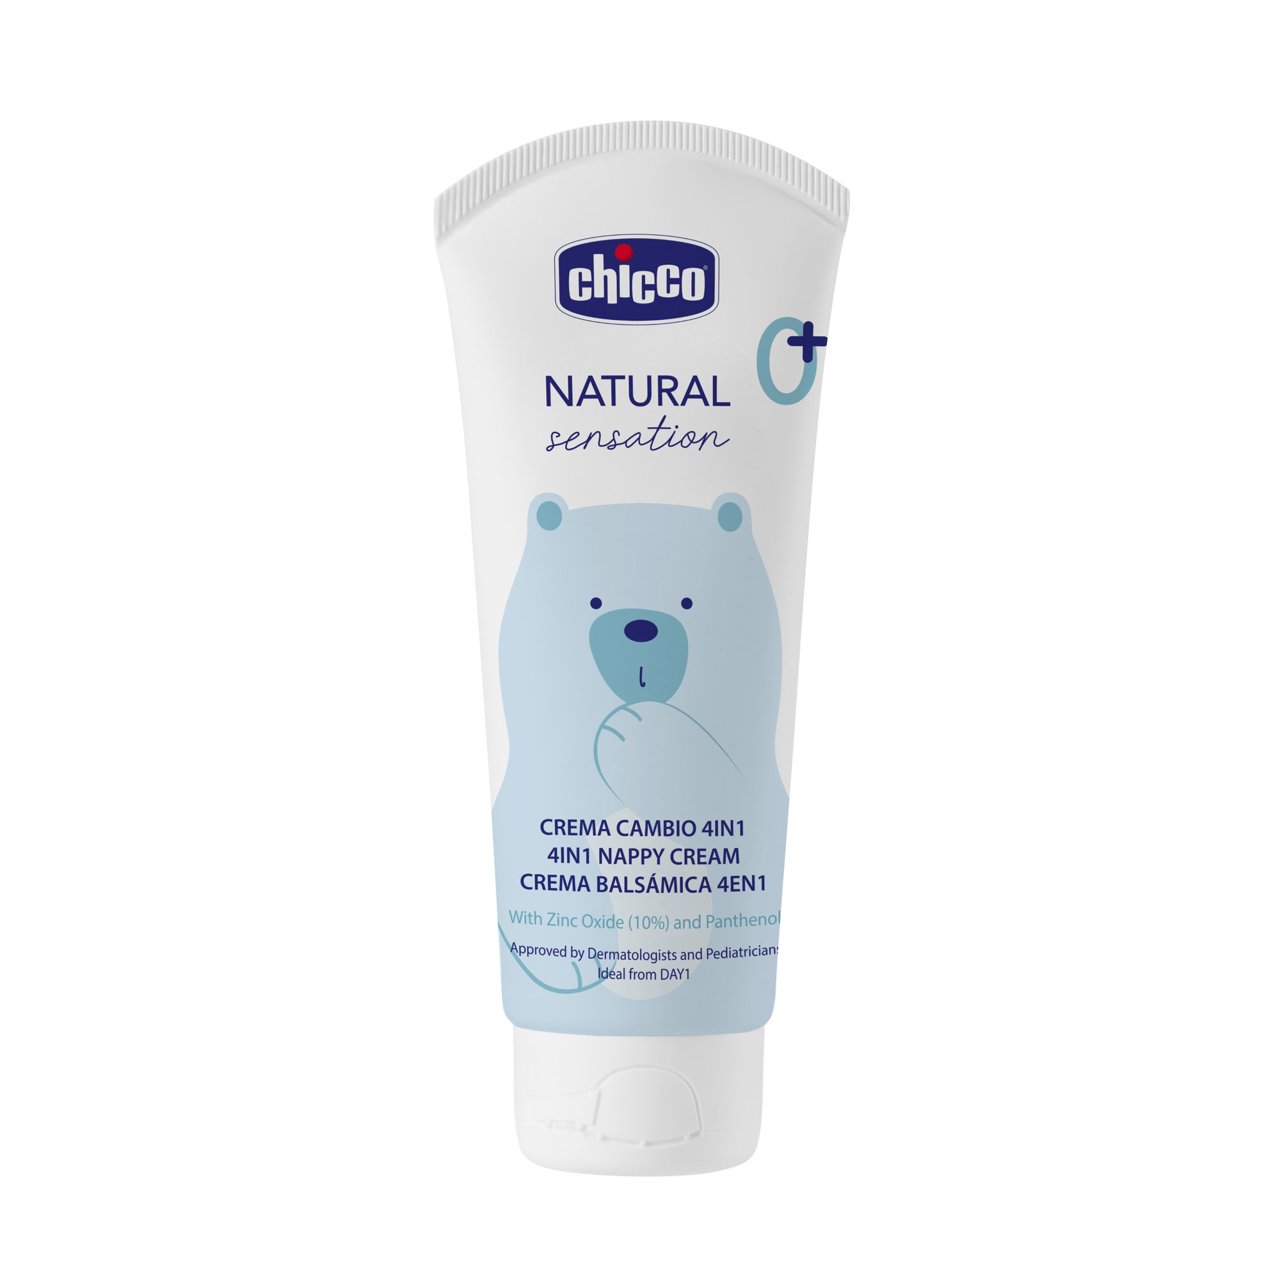 chicco
0+
NATURAL
sensation
CREMA CAMBIO 4IN1
4IN1 NAPPY CREAM
CREMA BALSÁMICA 4EN1
With Zinc Oxide (10%) and Panthenol
Approved by Dermatologists and Pediatricians
Ideal from DAY1